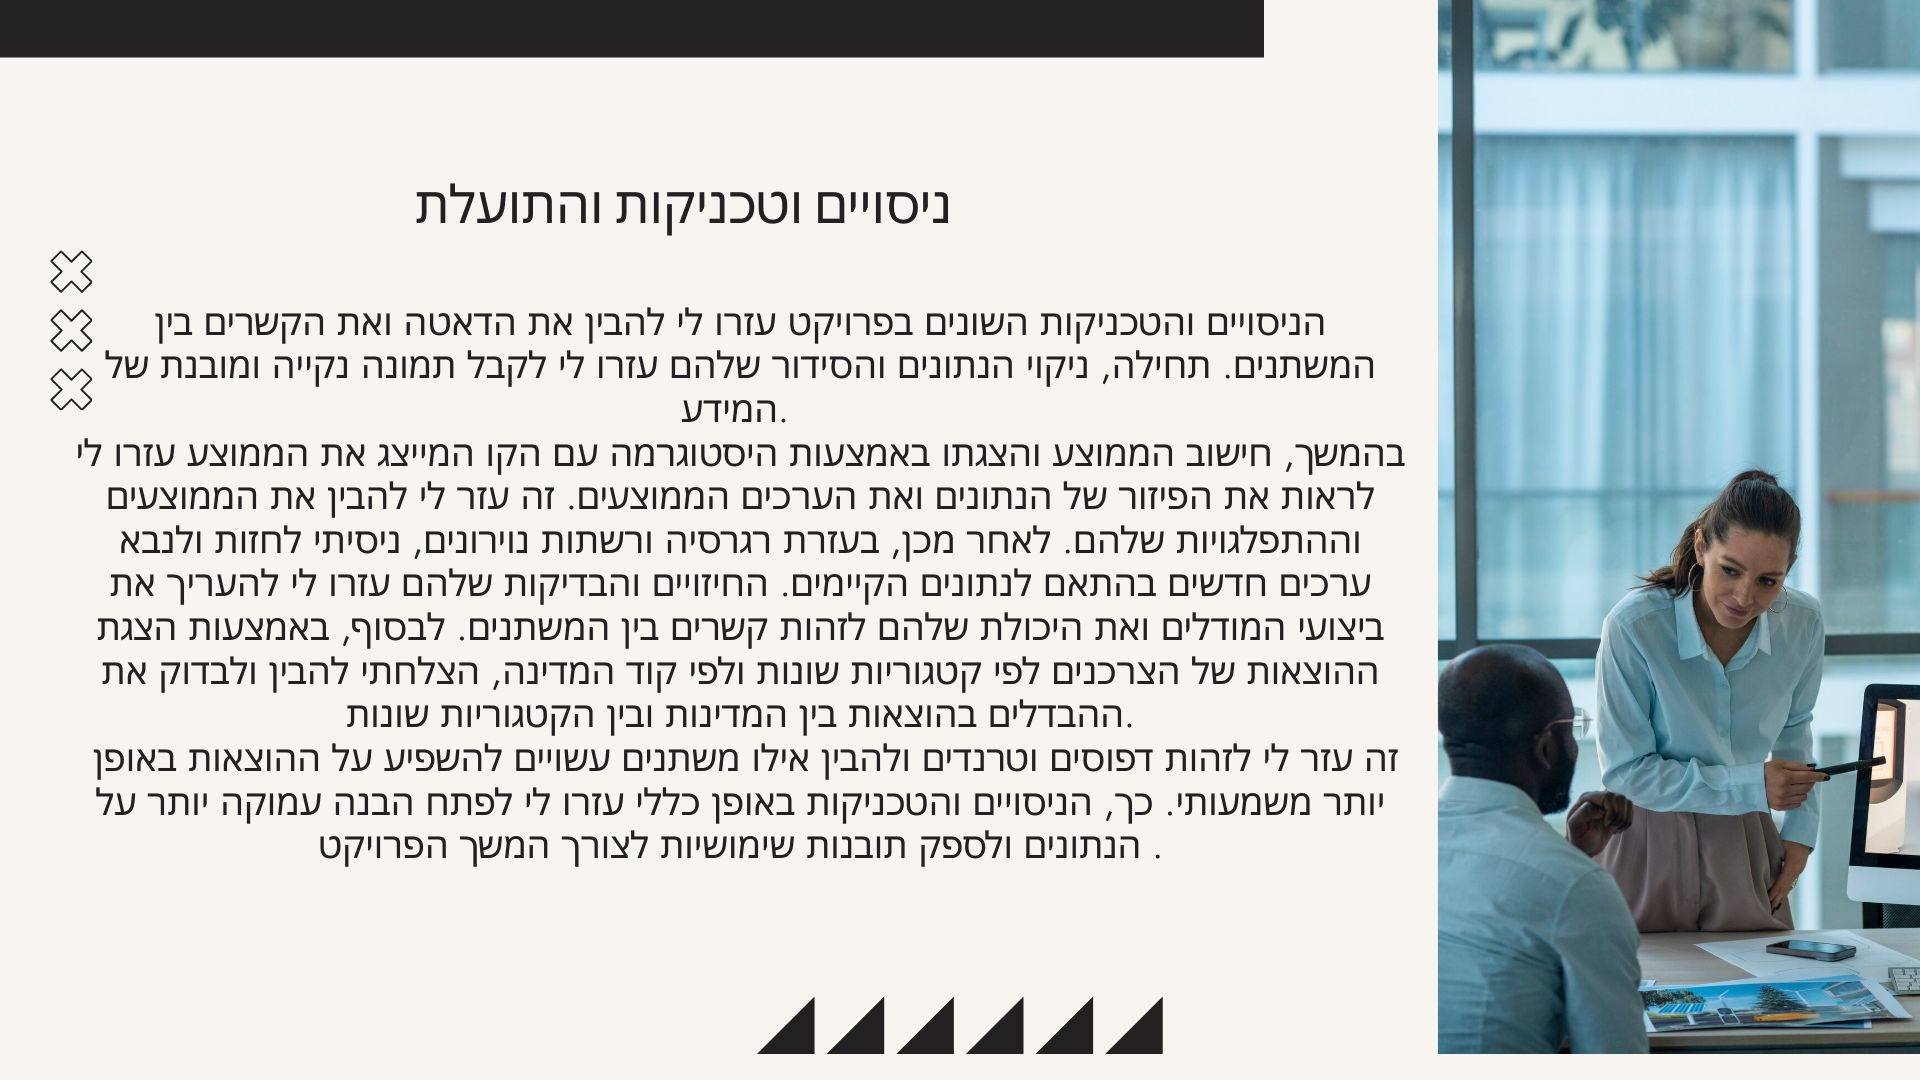 ניסויים וטכניקות והתועלת
הניסויים והטכניקות השונים בפרויקט עזרו לי להבין את הדאטה ואת הקשרים בין
המשתנים. תחילה, ניקוי הנתונים והסידור שלהם עזרו לי לקבל תמונה נקייה ומובנת של
המידע.
בהמשך, חישוב הממוצע והצגתו באמצעות היסטוגרמה עם הקו המייצג את הממוצע עזרו לי
לראות את הפיזור של הנתונים ואת הערכים הממוצעים. זה עזר לי להבין את הממוצעים
וההתפלגויות שלהם. לאחר מכן, בעזרת רגרסיה ורשתות נוירונים, ניסיתי לחזות ולנבא
ערכים חדשים בהתאם לנתונים הקיימים. החיזויים והבדיקות שלהם עזרו לי להעריך את
ביצועי המודלים ואת היכולת שלהם לזהות קשרים בין המשתנים. לבסוף, באמצעות הצגת
ההוצאות של הצרכנים לפי קטגוריות שונות ולפי קוד המדינה, הצלחתי להבין ולבדוק את
ההבדלים בהוצאות בין המדינות ובין הקטגוריות שונות.
זה עזר לי לזהות דפוסים וטרנדים ולהבין אילו משתנים עשויים להשפיע על ההוצאות באופן
יותר משמעותי. כך, הניסויים והטכניקות באופן כללי עזרו לי לפתח הבנה עמוקה יותר על
הנתונים ולספק תובנות שימושיות לצורך המשך הפרויקט .